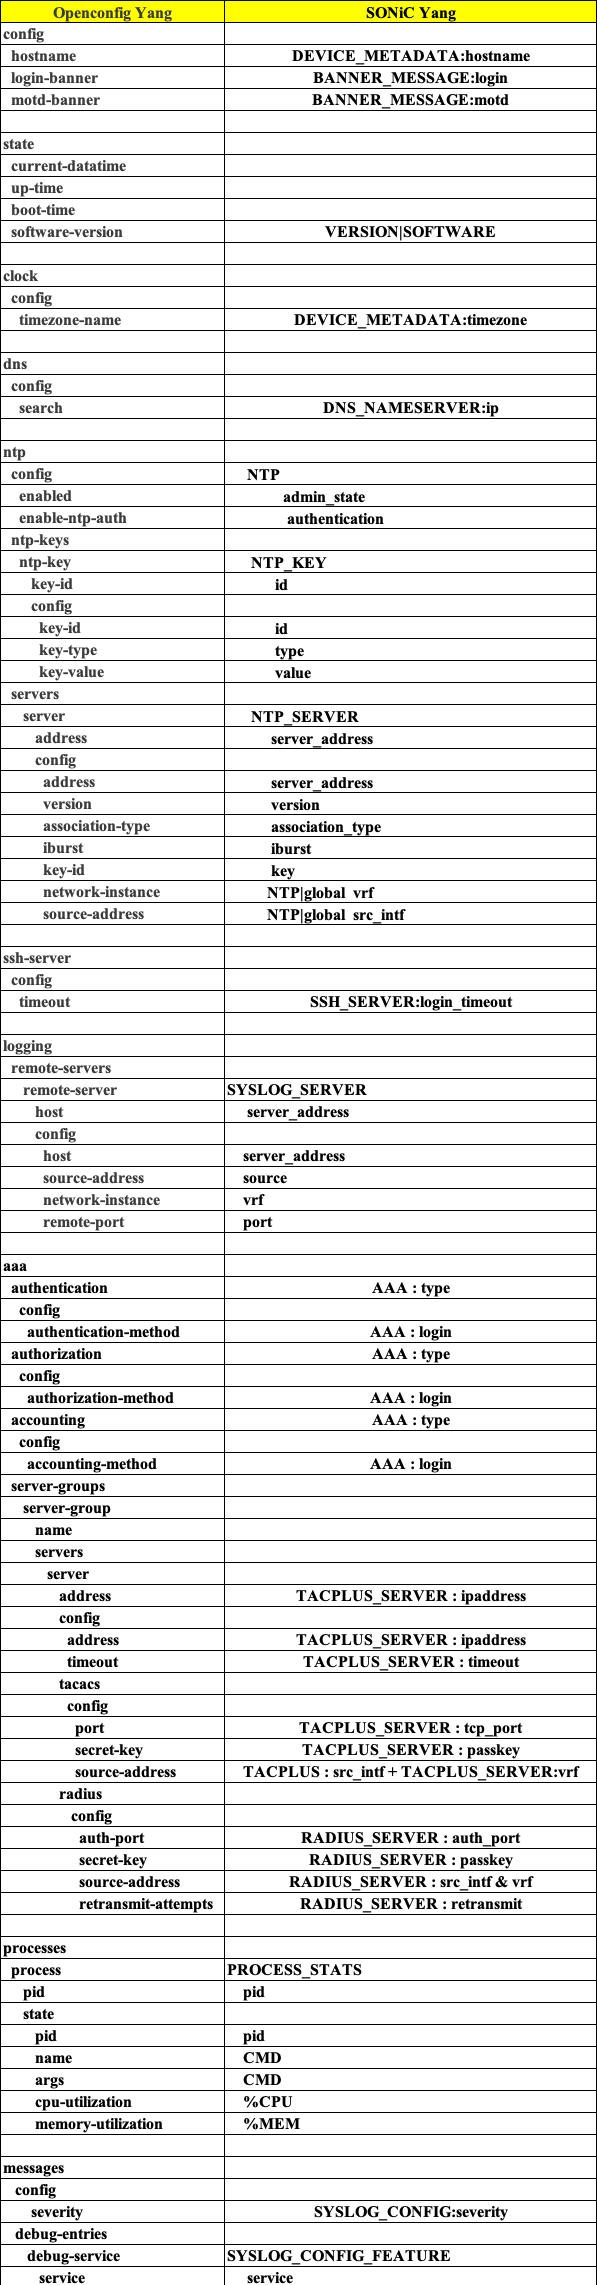 Openconfig Yang SONiC Yang
config
hostname DEVICE_METADATA:hostname
login-banner BANNER_MESSAGE:login
motd-banner BANNER_MESSAGE:motd
state
current-datatime
up-time
boot-time
software-version VERSION|SOFTWARE
clock
config
timezone-name DEVICE_METADATA:timezone
dns
config
search DNS_NAMESERVER:ip
ntp
config NTP
enabled admin_state
enable-ntp-auth authentication
ntp-keys
ntp-key NTP_KEY
key-id id
config
key-id id
key-type type
key-value value
servers
server NTP_SERVER
address server_address
config
address server_address
version version
association-type association_type
iburst iburst
key-id key
network-instance NTP|global vrf
source-address NTP|global src_intf
ssh-server
config
timeout SSH_SERVER:login_timeout
logging
remote-servers
remote-server SYSLOG_SERVER
host server_address
config
host server_address
source-address source
network-instance vrf
remote-port port
aaa
authentication AAA : type
config
authentication-method AAA : login
authorization AAA : type
config
authorization-method AAA : login
accounting AAA : type
config
accounting-method AAA : login
server-groups
server-group
name
servers
server
address TACPLUS_SERVER : ipaddress
config
address TACPLUS_SERVER : ipaddress
timeout TACPLUS_SERVER : timeout
tacacs
config
port TACPLUS_SERVER : tcp_port
secret-key TACPLUS_SERVER : passkey
source-address TACPLUS : src_intf + TACPLUS_SERVER:vrf
radius
config
auth-port RADIUS_SERVER : auth_port
secret-key RADIUS_SERVER : passkey
source-address RADIUS_SERVER : src_intf & vrf
retransmit-attempts RADIUS_SERVER : retransmit
processes
process PROCESS_STATS
pid pid
state
pid pid
name CMD
args CMD
cpu-utilization %CPU
memory-utilization %MEM
messages
config
severity SYSLOG_CONFIG:severity
debug-entries
debug-service SYSLOG_CONFIG_FEATURE
service service